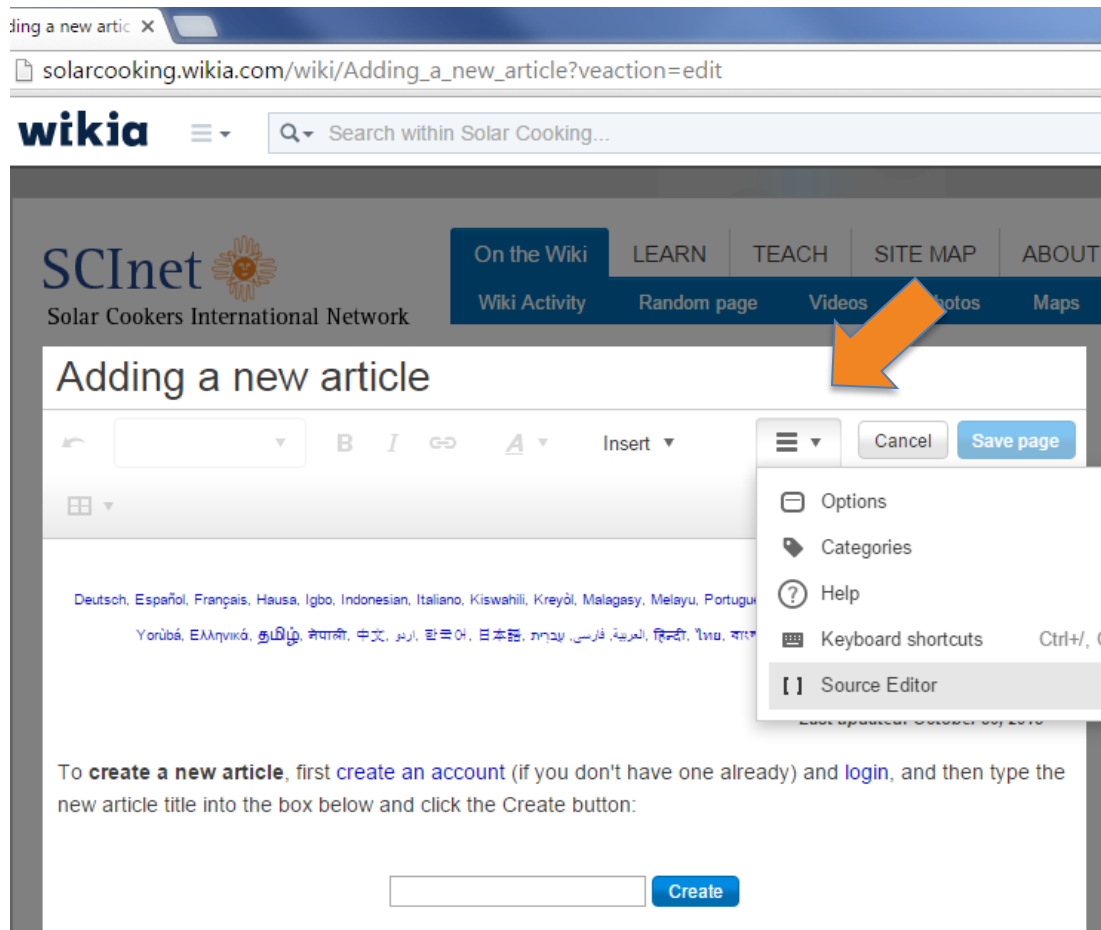 ding a new artic
solarcooking.wikia.com/wiki/Adding_a_new_article?veaction=edit
wikia
Search within Solar Cooking...
SCInet
Solar Cookers International Network
On the Wiki LEARN TEACH SITE MAP ABOUT
Wiki Activity Random page Videos Photos Maps
Adding a new article
B I A Insert Cancel Save page
Options
Categories
Help
Keyboard shortcuts Ctrl+/,
[ ] Source Editor
Deutsch, Español, Français, Hausa, Igbo, Indonesian, Italiano, Kiswahili, Kreyòl, Malagasy, Melayu, Portugu
Yorùbá, Ελληνικά, தமிழ், नेपाली, 中文, اردو, 한국어, 日本語, עברית, فارسی, العربية, हिन्दी, ไทย,
Last updated: October
To create a new article, first create an account (if you don't have one already) and login, and then type the
new article title into the box below and click the Create button:
Create